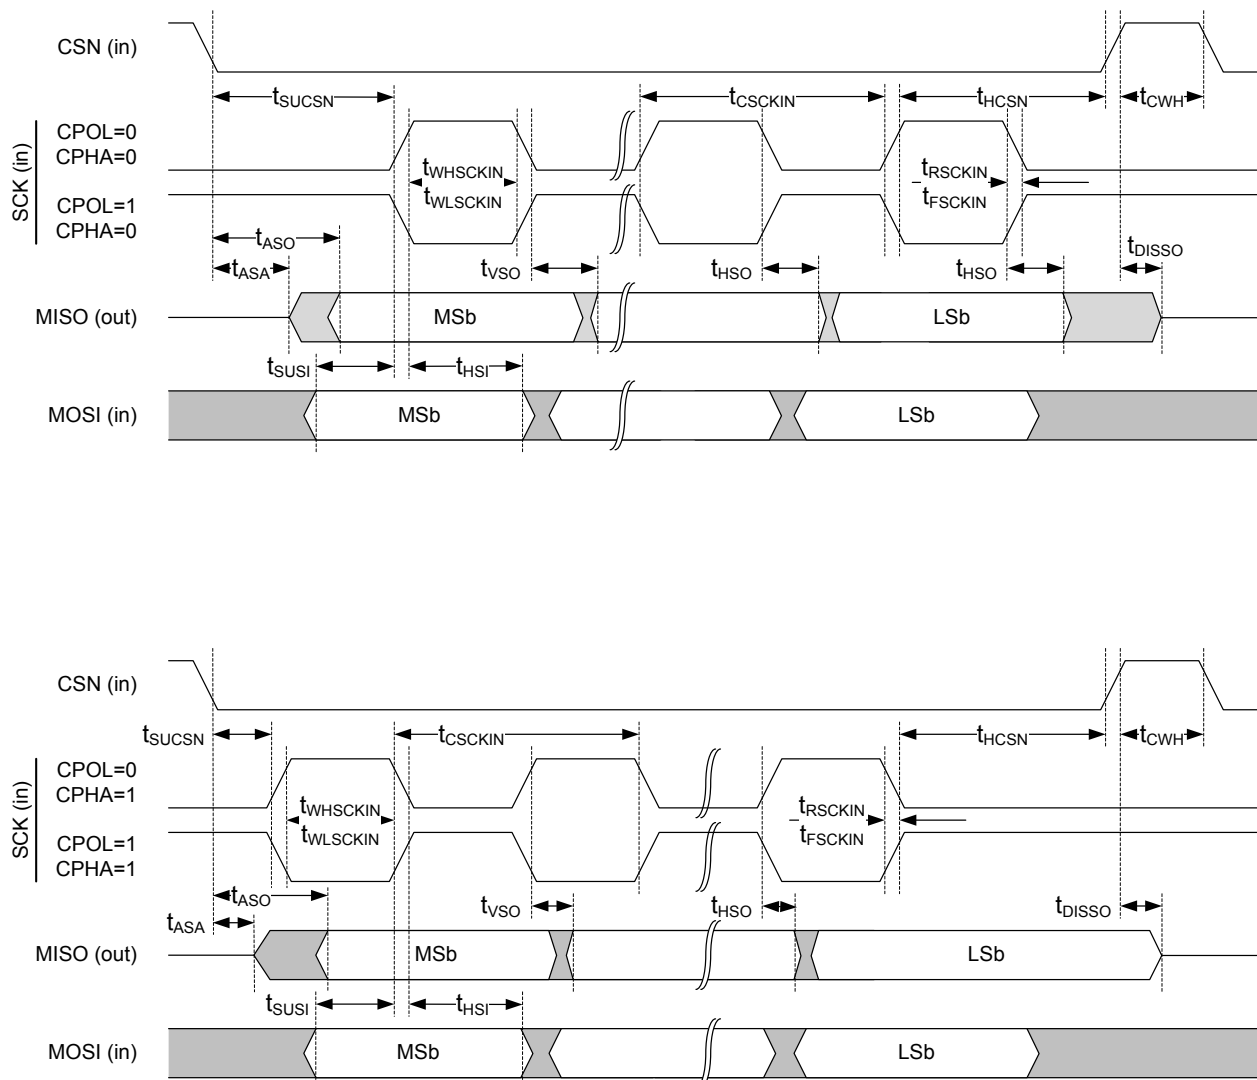 CSN (in)
tSUCSN
tCSCKIN
tHCSN
tCWH
SCK (in)
CPOL=0
CPHA=0
CPOL=1
CPHA=0
tWHSCKIN
tWLSCKIN
tRSCKIN
tFSCKIN
tASO
tASA
tVSO
tHSO
tHSO
tDISSO
MISO (out)
MSb
LSb
tSUSI
tHSI
MOSI (in)
MSb
LSb
CSN (in)
tSUCSN
tCSCKIN
tHCSN
tCWH
SCK (in)
CPOL=0
CPHA=1
CPOL=1
CPHA=1
tWHSCKIN
tWLSCKIN
tRSCKIN
tFSCKIN
tASO
tASA
tVSO
tHSO
tDISSO
MISO (out)
MSb
LSb
tSUSI
tHSI
MOSI (in)
MSb
LSb